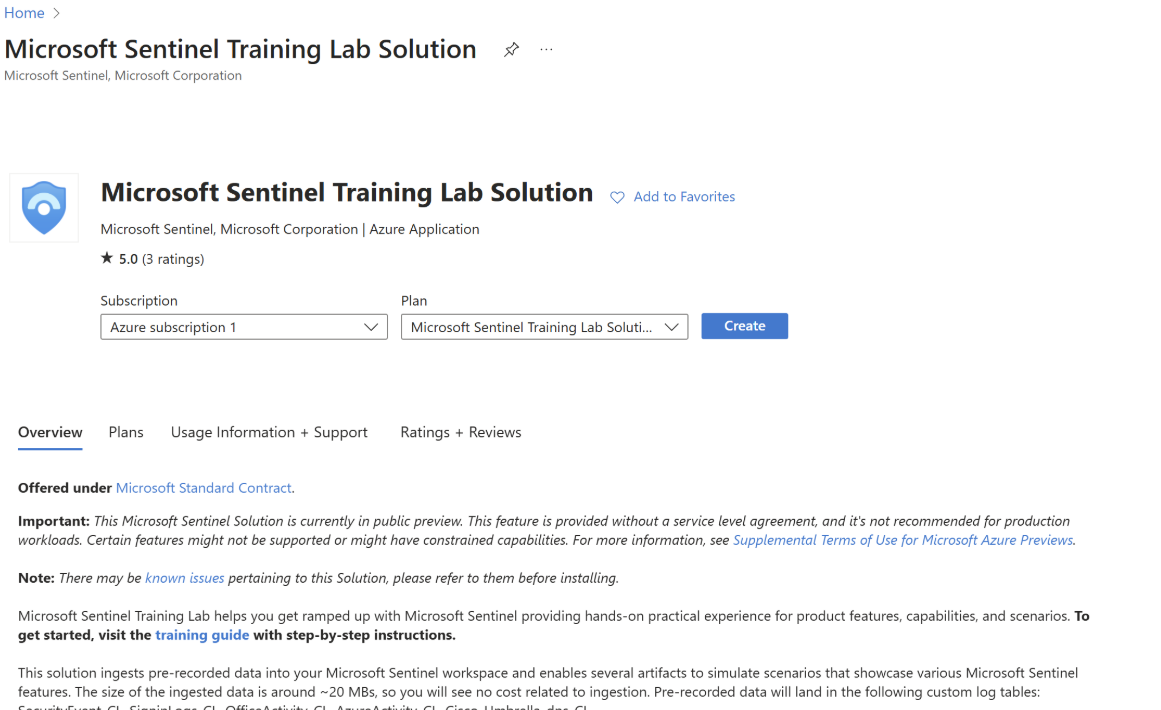 Home
Microsoft Sentinel Training Lab Solution
Microsoft Sentinel, Microsoft Corporation
Microsoft Sentinel Training Lab Solution Add to Favorites
Microsoft Sentinel, Microsoft Corporation | Azure Application
★ 5.0 (3 ratings)
Subscription Plan
Azure subscription 1 Microsoft Sentinel Training Lab Soluti... Create
Overview Plans Usage Information + Support Ratings + Reviews
Offered under Microsoft Standard Contract.
Important: This Microsoft Sentinel Solution is currently in public preview. This feature is provided without a service level agreement, and it's not recommended for production
workloads. Certain features might not be supported or might have constrained capabilities. For more information, see Supplemental Terms of Use for Microsoft Azure Previews.
Note: There may be known issues pertaining to this Solution, please refer to them before installing.
Microsoft Sentinel Training Lab helps you get ramped up with Microsoft Sentinel providing hands-on practical experience for product features, capabilities, and scenarios. To
get started, visit the training guide with step-by-step instructions.
This solution ingests pre-recorded data into your Microsoft Sentinel workspace and enables several artifacts to simulate scenarios that showcase various Microsoft Sentinel
features. The size of the ingested data is around ~20 MBs, so you will see no cost related to ingestion. Pre-recorded data will land in the following custom log tables:
SecurityEvent_CL, SigninLogs_CL, OfficeActivity_CL, AzureActivity_CL, Cisco_Umbrella_dns_CL